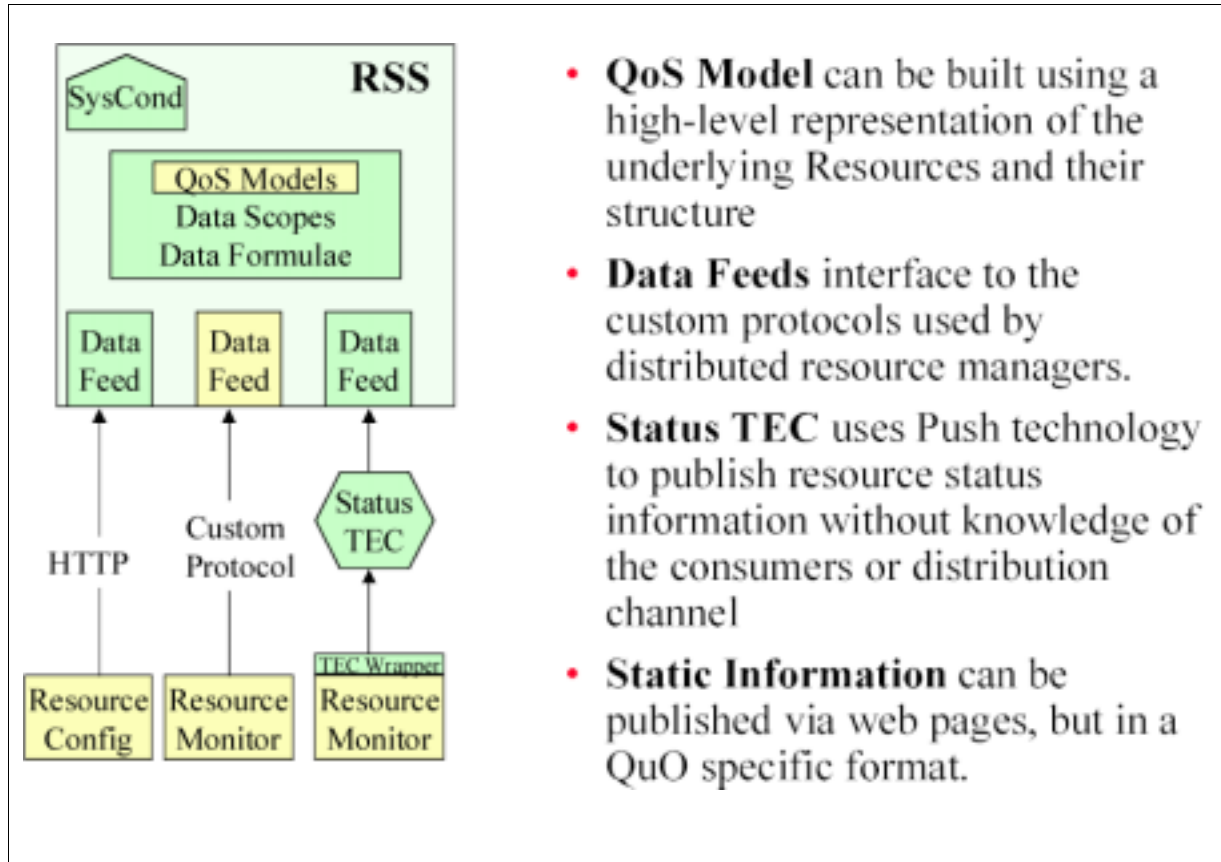 RSS
SysCond
QoS Models
Data Scopes
Data Formulae
Data
Feed
Data
Feed
Data
Feed
Status
TEC
HTTP
Custom
Protocol
TEC Wrapper
Resource
Config
Resource
Monitor
Resource
Monitor
• QoS Model can be built using a
high-level representation of the
underlying Resources and their
structure
• Data Feeds interface to the
custom protocols used by
distributed resource managers.
• Status TEC uses Push technology
to publish resource status
information without knowledge of
the consumers or distribution
channel
• Static Information can be
published via web pages, but in a
QuO specific format.